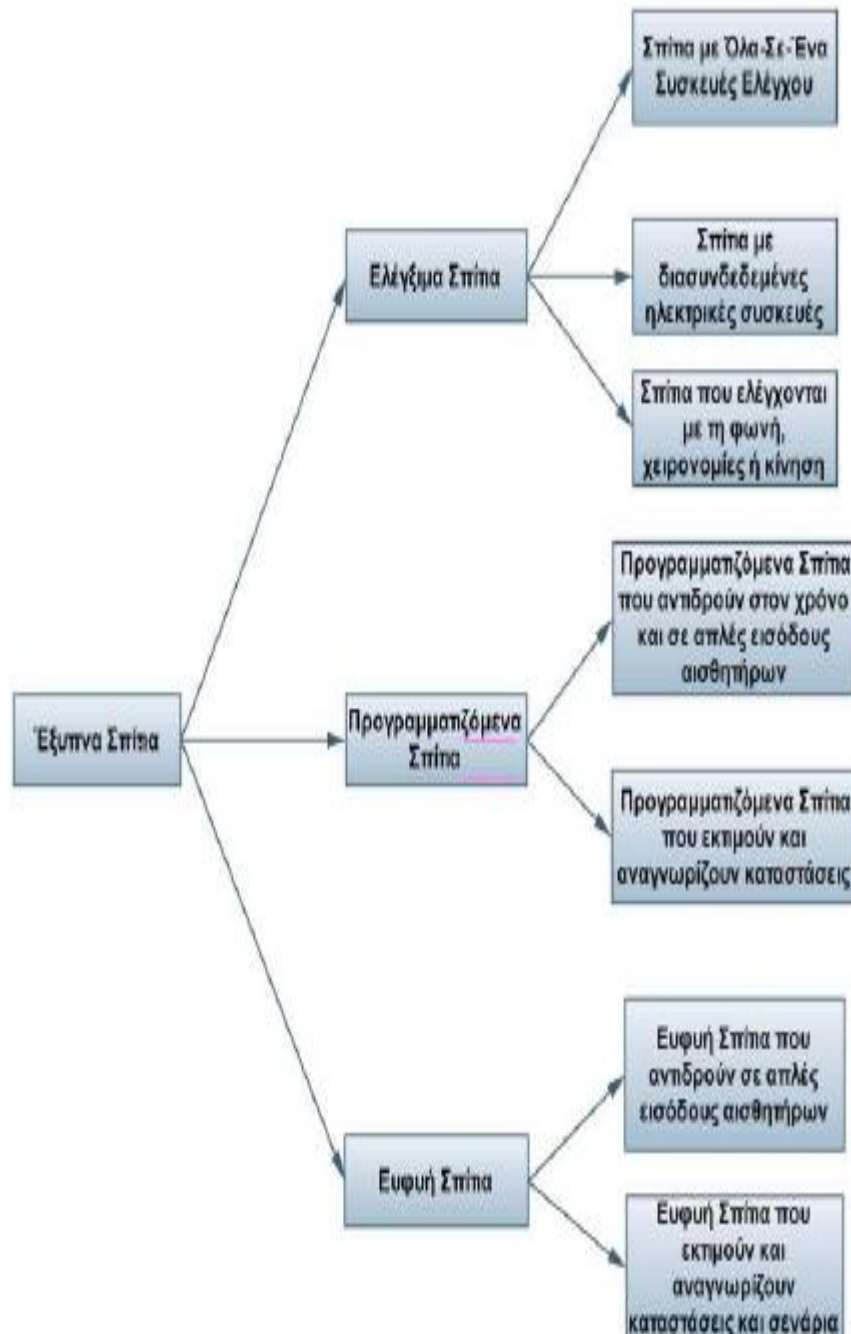 Σπίτια με Όλα-Σε-Ένα
Συσκευές Ελέγχου
Ελέγξιμα Σπίτια
Σπίτια με
διασυνδεδεμένες
ηλεκτρικές συσκευές
Σπίτια που ελέγχονται
με τη φωνή,
χειρονομίες ή κίνηση
Έξυπνα Σπίτια
Προγραμματιζόμενα
Σπίτια
Προγραμματιζόμενα Σπίτια
που αντιδρούν στον χρόνο
και σε απλές εισόδους
αισθητήρων
Προγραμματιζόμενα Σπίτια
που εκτιμούν και
αναγνωρίζουν καταστάσεις
Ευφυή Σπίτια
Ευφυή Σπίτια που
αντιδρούν σε απλές
εισόδους αισθητήρων
Ευφυή Σπίτια που
εκτιμούν και
αναγνωρίζουν
καταστάσεις και σενάρια